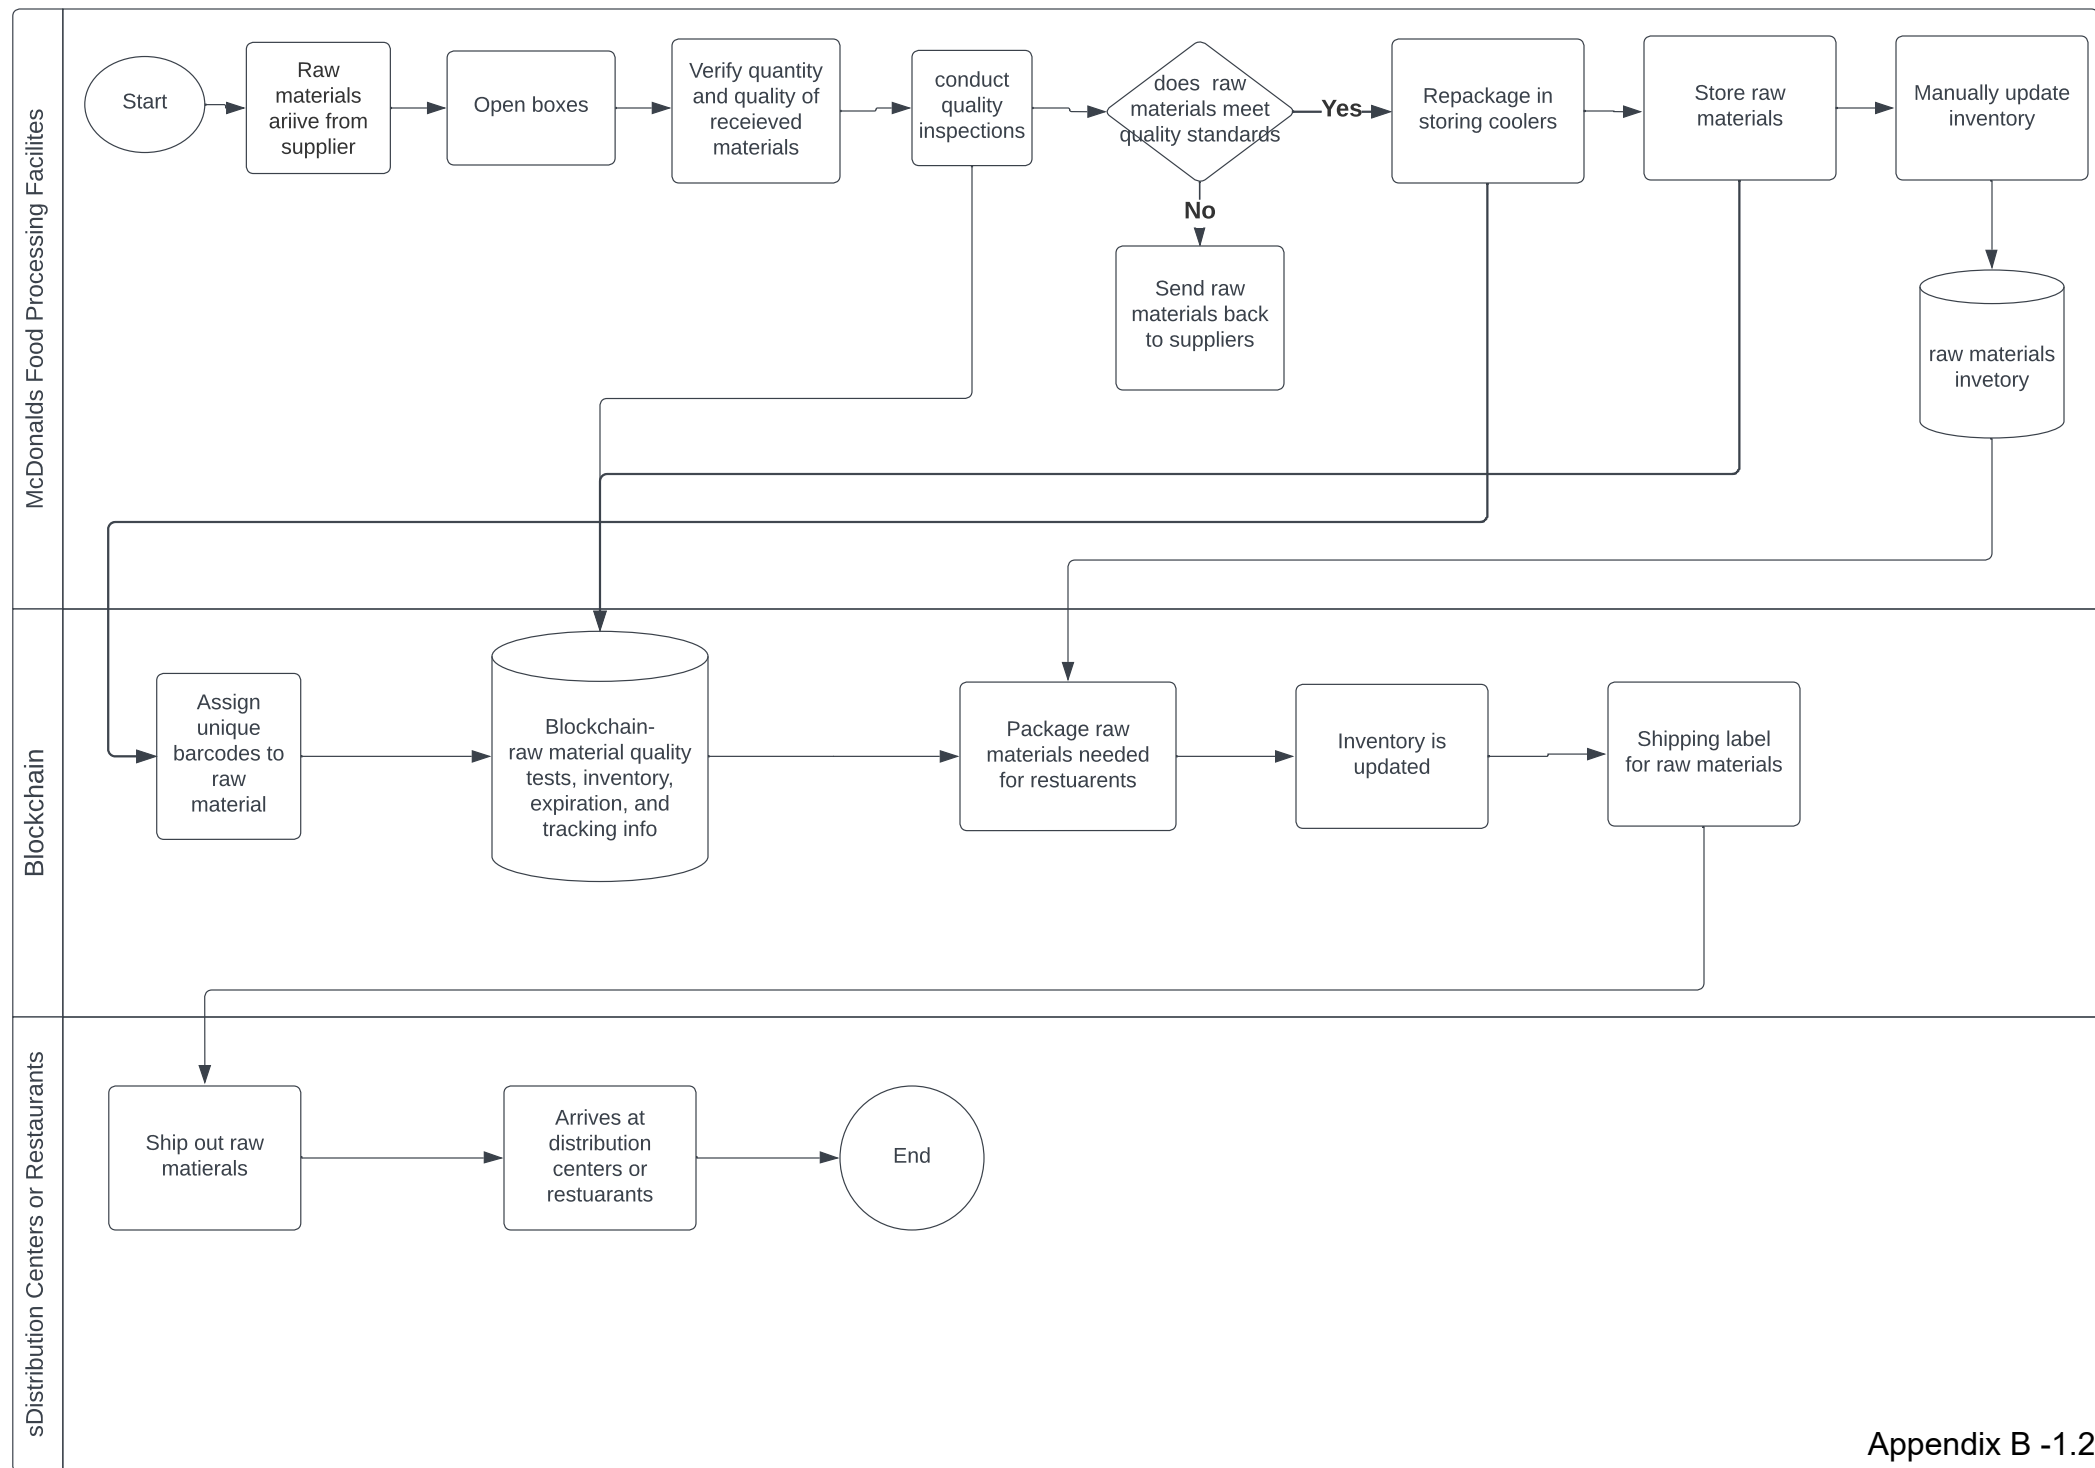 McDonalds Food Processing Facilites
Start
Raw
materials
ariive from
supplier
Open boxes
Verify quantity
and quality of
receieved
materials
conduct
quality
inspections
does  raw
materials meet
quality standards
Yes
Repackage in
storing coolers
Store raw
materials
Manually update
inventory
No
Send raw
materials back
to suppliers
raw materials
invetory
Blockchain
Assign
unique
barcodes to
raw
material
Blockchain-
raw material quality
tests, inventory,
expiration, and
tracking info
Package raw
materials needed
for restuarents
Inventory is
updated
Shipping label
for raw materials
sDistribution Centers or Restaurants
Ship out raw
matierals
Arrives at
distribution
centers or
restuarants
End
Appendix B -1.2